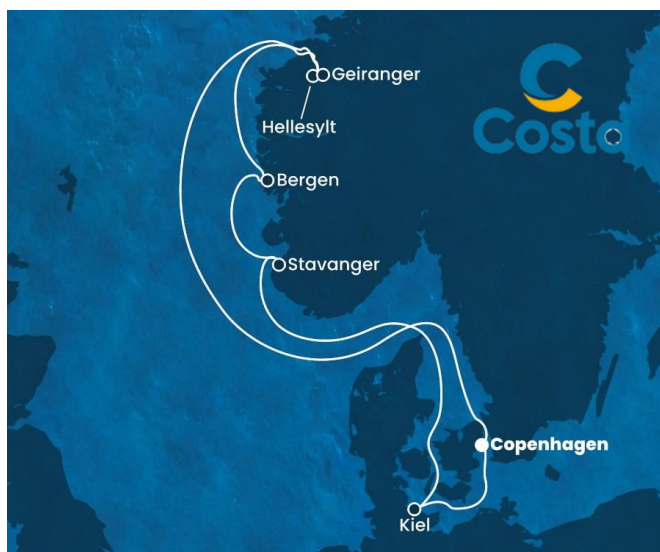 Geiranger
Hellesylt
Costa
Bergen
Stavanger
Copenhagen
Kiel